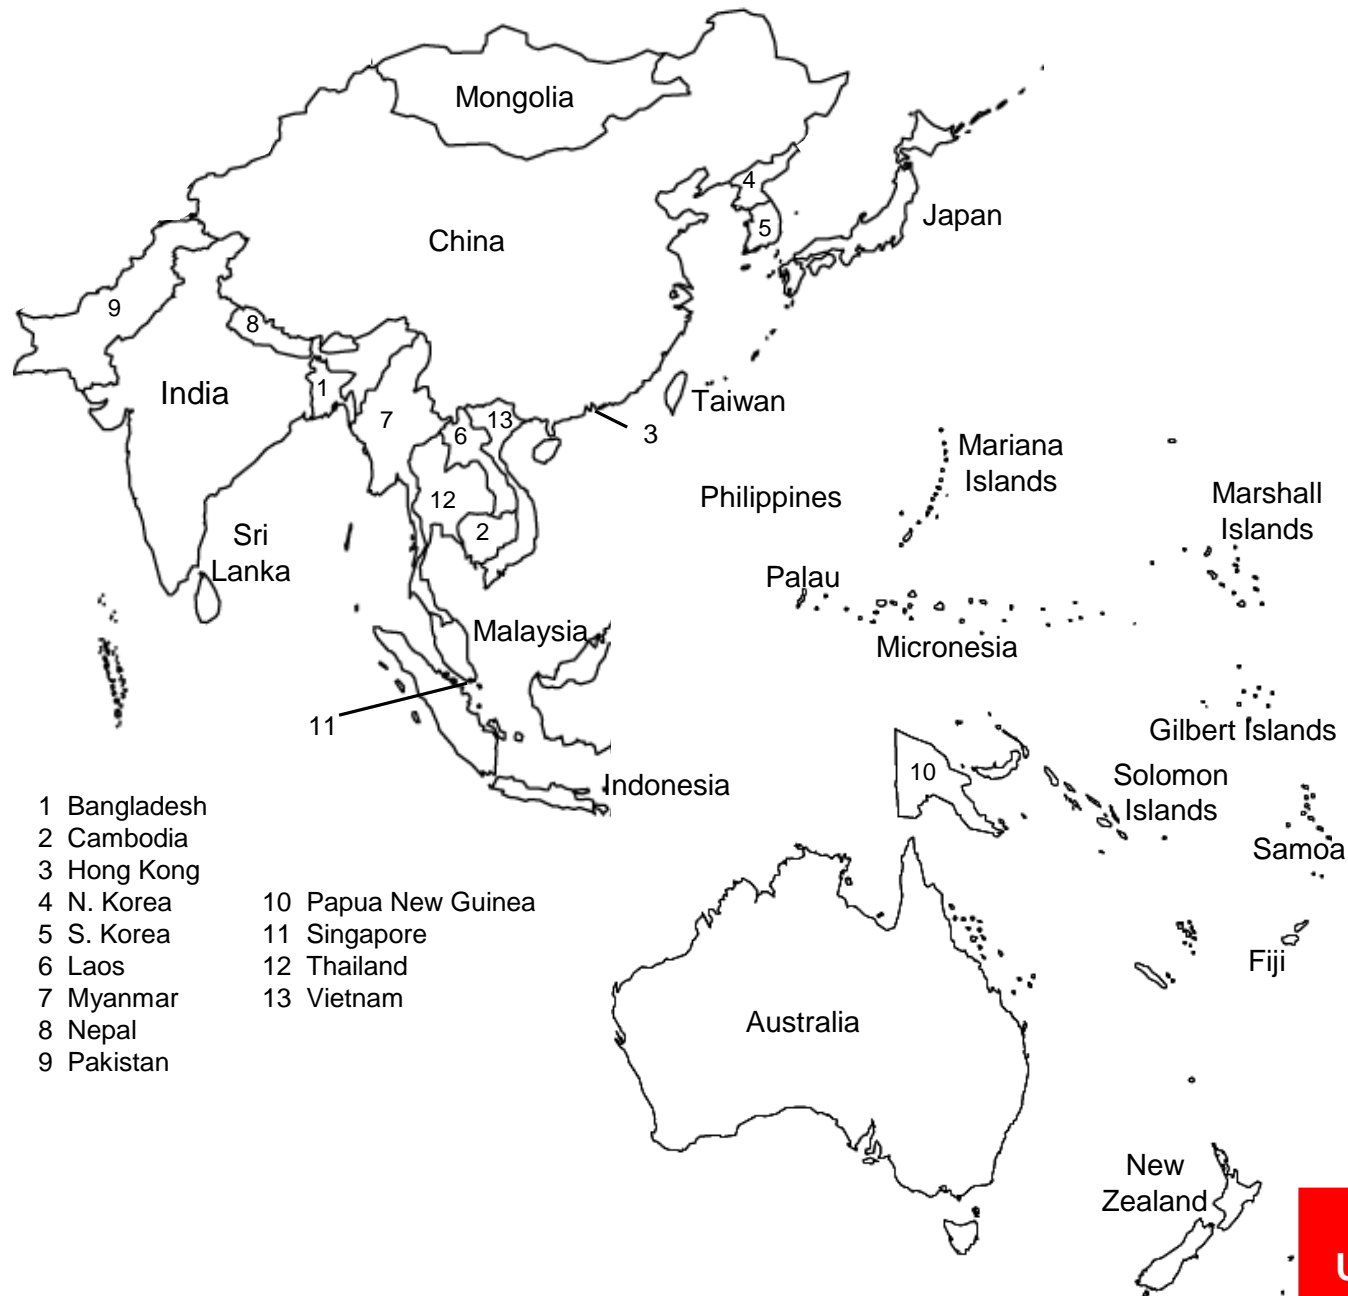 Mongolia
China
Japan
4
5
9
8
India
1
7
6
13
3
Taiwan
12
2
Sri
Lanka
Philippines
Mariana
Islands
Marshall
Islands
Palau
Micronesia
Malaysia
11
Gilbert Islands
Indonesia
10
Solomon
Islands
Samoa
Fiji
Australia
New
Zealand
1 Bangladesh
2 Cambodia
3 Hong Kong
4 N. Korea
5 S. Korea
6 Laos
7 Myanmar
8 Nepal
9 Pakistan
10 Papua New Guinea
11 Singapore
12 Thailand
13 Vietnam